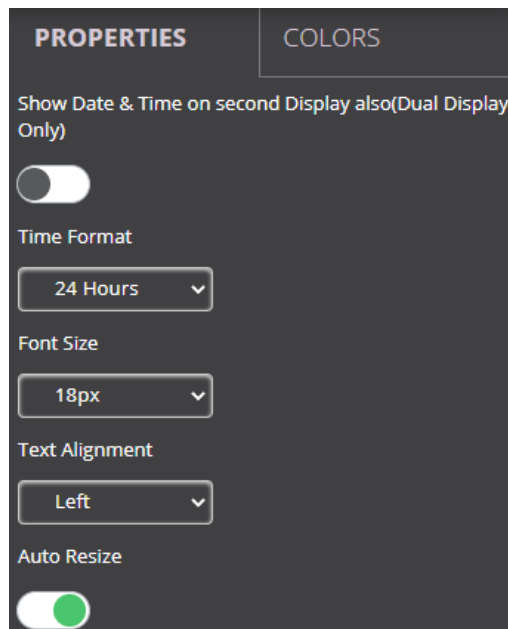 PROPERTIES COLORS
Show Date & Time on second Display also(Dual Display
Only)
Time Format
24 Hours
Font Size
18px
Text Alignment
Left
Auto Resize